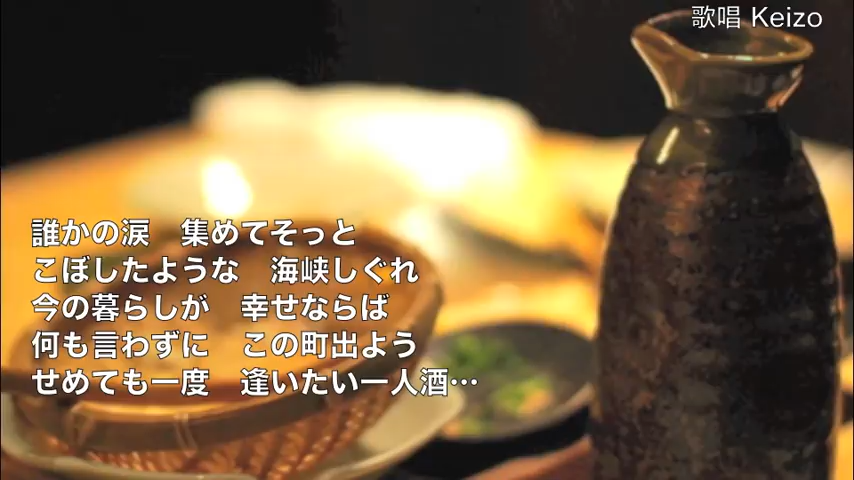 歌唱 Keizo
誰かの涙　集めてそっと
こぼしたような　海峡しぐれ
今の暮らしが　幸せならば
何も言わずに　この町出よう
せめても一度　逢いたい一人酒…